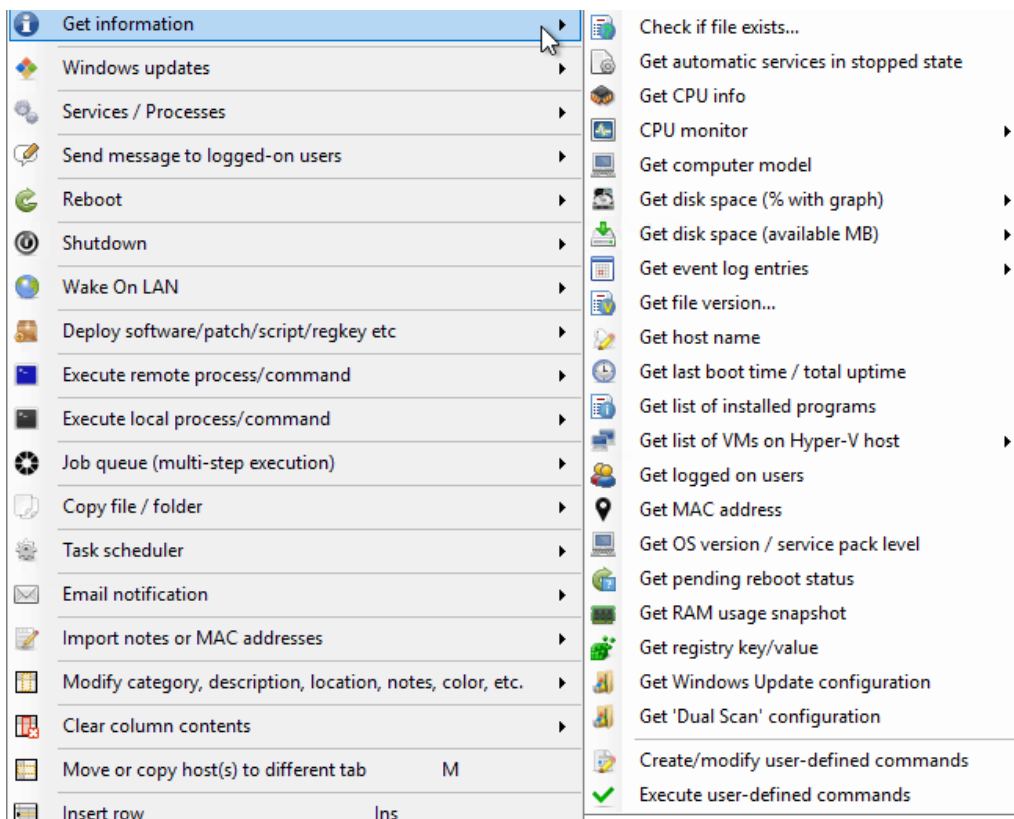 Get information
Windows updates
Services / Processes
Send message to logged-on users
Reboot
Shutdown
Wake On LAN
Deploy software/patch/script/regkey etc
Execute remote process/command
Execute local process/command
Job queue (multi-step execution)
Copy file / folder
Task scheduler
Email notification
Import notes or MAC addresses
Modify category, description, location, notes, color, etc.
Clear column contents
Move or copy host(s) to different tab M
Insert row Ins
Check if file exists...
Get automatic services in stopped state
Get CPU info
CPU monitor
Get computer model
Get disk space (% with graph)
Get disk space (available MB)
Get event log entries
Get file version...
Get host name
Get last boot time / total uptime
Get list of installed programs
Get list of VMs on Hyper-V host
Get logged on users
Get MAC address
Get OS version / service pack level
Get pending reboot status
Get RAM usage snapshot
Get registry key/value
Get Windows Update configuration
Get 'Dual Scan' configuration
Create/modify user-defined commands
Execute user-defined commands